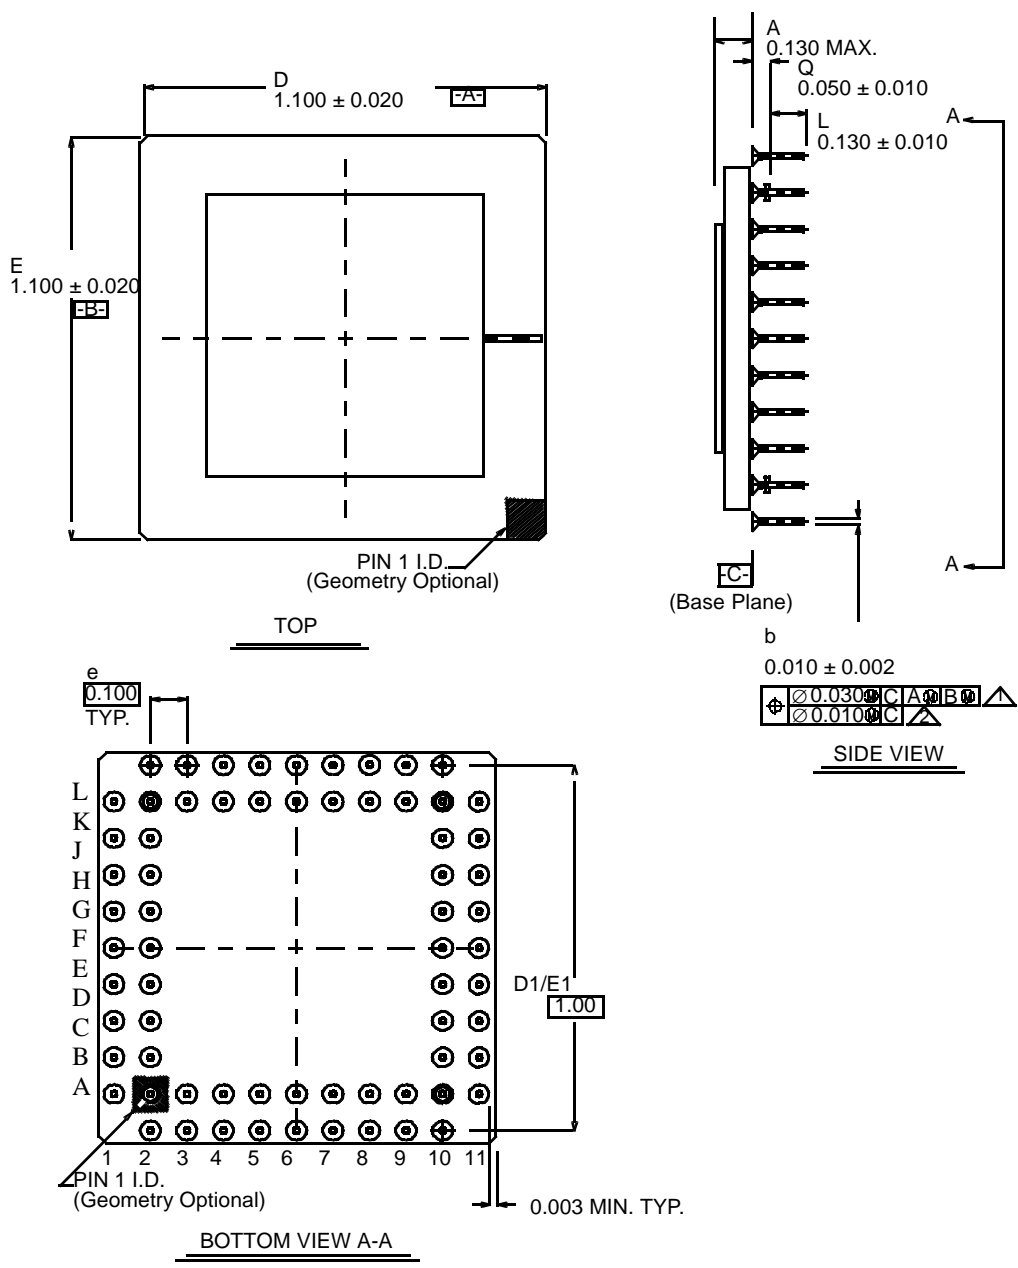 D
1.100 ± 0.020
-A-
E
1.100 ± 0.020
-B-
PIN 1 I.D.
(Geometry Optional)
TOP
A
0.130 MAX.
Q
0.050 ± 0.010
L
0.130 ± 0.010
A
A
-C-
(Base Plane)
b
0.010 ± 0.002
⌖ ∅ 0.030 Ⓜ C A Ⓜ B Ⓜ 1
∅ 0.010 Ⓜ C 2
SIDE VIEW
e
0.100
TYP.
L
K
J
H
G
F
E
D
C
B
A
D1/E1
1.00
1 2 3 4 5 6 7 8 9 10 11
PIN 1 I.D.
(Geometry Optional)
0.003 MIN. TYP.
BOTTOM VIEW A-A